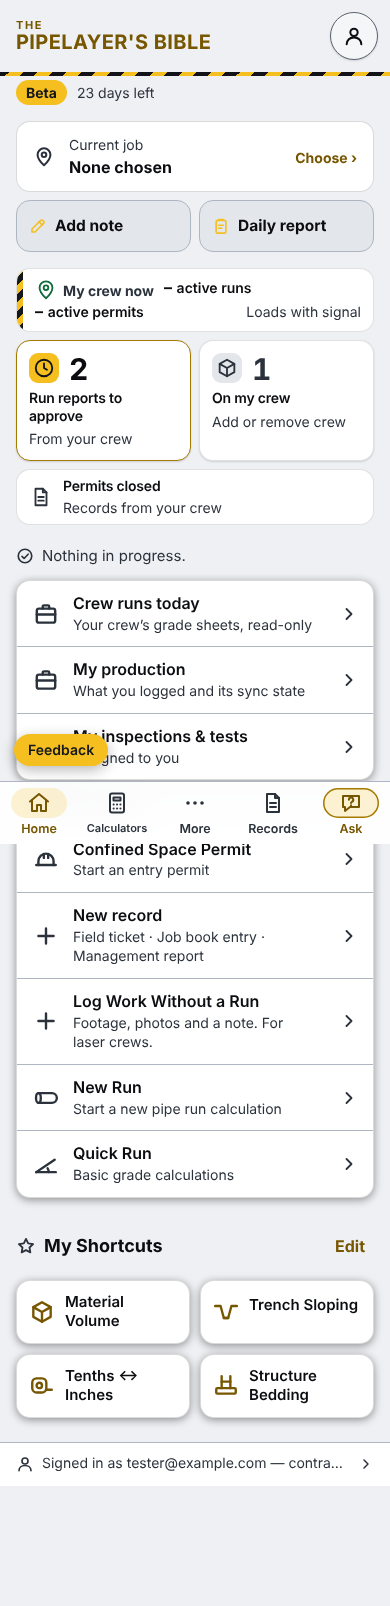 THE
PIPELAYER'S BIBLE
Beta 23 days left
Current job
None chosen
Choose ›
Add note
Daily report
My crew now – active runs
– active permits Loads with signal
2
Run reports to
approve
From your crew
1
On my crew
Add or remove crew
Permits closed
Records from your crew
Nothing in progress.
Crew runs today
Your crew’s grade sheets, read-only
My production
What you logged and its sync state
inspections & tests
to you
Feedback
Home
Calculators
More
Records
Ask
Confined Space Permit
Start an entry permit
New record
Field ticket · Job book entry ·
Management report
Log Work Without a Run
Footage, photos and a note. For
laser crews.
New Run
Start a new pipe run calculation
Quick Run
Basic grade calculations
My Shortcuts
Edit
Material
Volume
Trench Sloping
Tenths ↔
Inches
Structure
Bedding
Signed in as tester@example.com — contra...